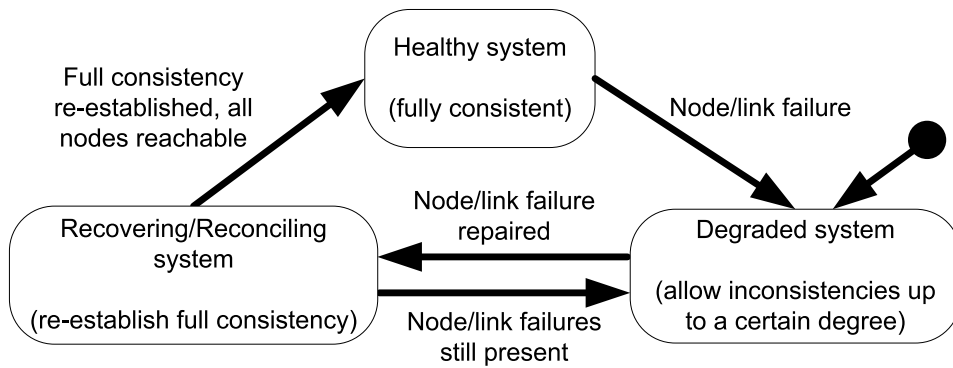 Healthy system
(fully consistent)
Full consistency
re-established, all
nodes reachable
Node/link failure
Recovering/Reconciling
system
(re-establish full consistency)
Node/link failure
repaired
Node/link failures
still present
Degraded system
(allow inconsistencies up
to a certain degree)